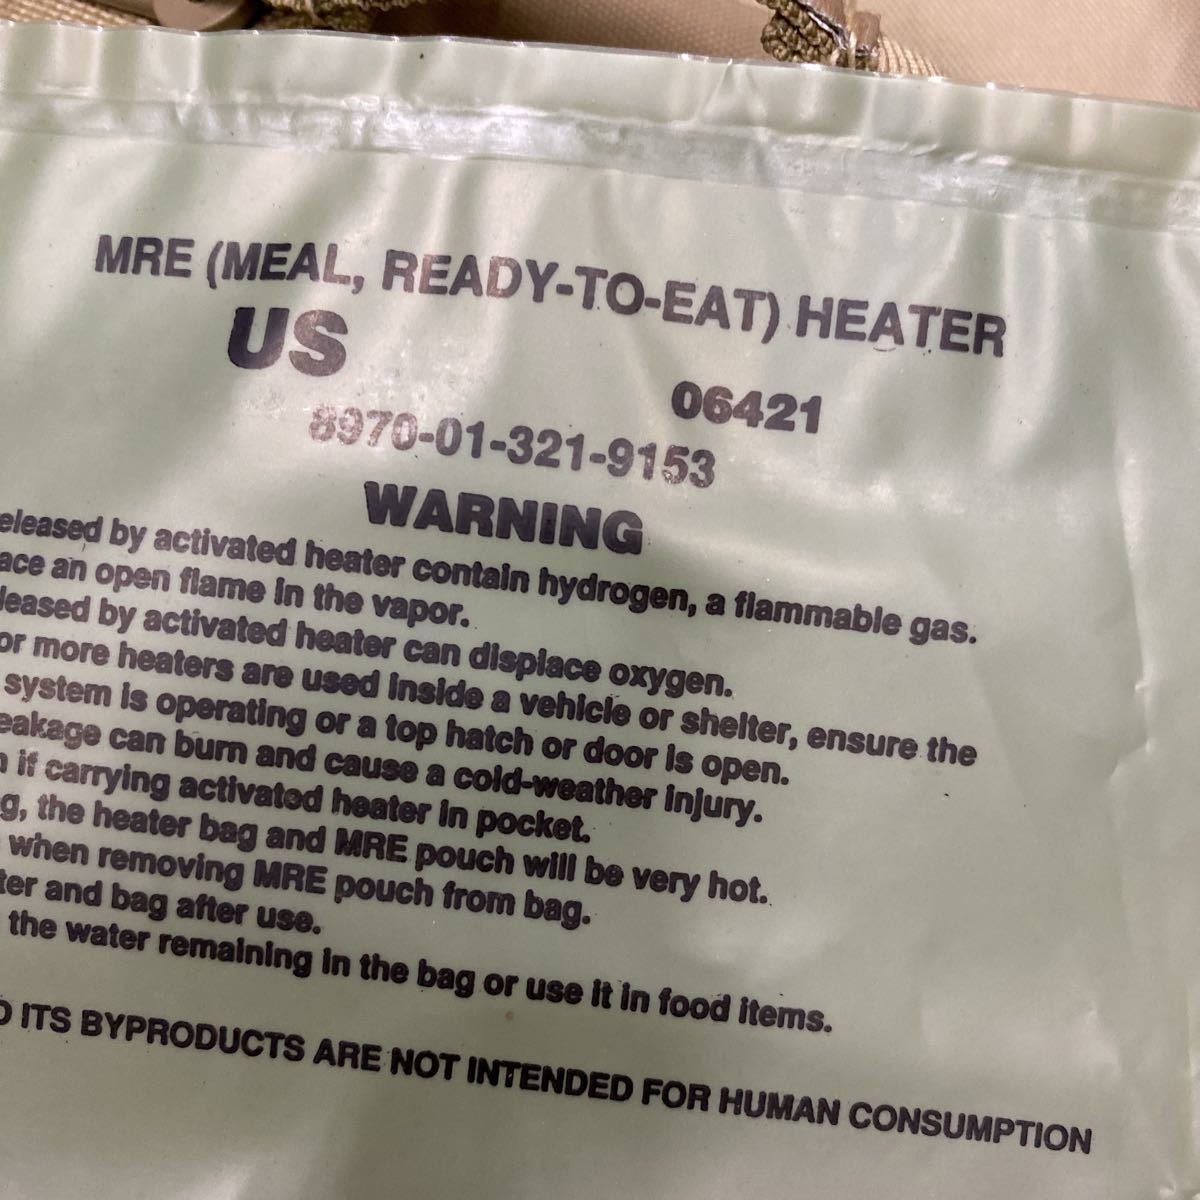 MRE (MEAL, READY-TO-EAT) HEATER
US
06421
8970-01-321-9153
WARNING
eleased by activated heater contain hydrogen, a flammable gas.
ace an open flame in the vapor.
leased by activated heater can displace oxygen.
or more heaters are used inside a vehicle or shelter, ensure the
system is operating or a top hatch or door is open.
eakage can burn and cause a cold-weather injury.
if carrying activated heater in pocket.
g, the heater bag and MRE pouch will be very hot.
when removing MRE pouch from bag.
ter and bag after use.
the water remaining in the bag or use it in food items.
ITS BYPRODUCTS ARE NOT INTENDED FOR HUMAN CONSUMPTION